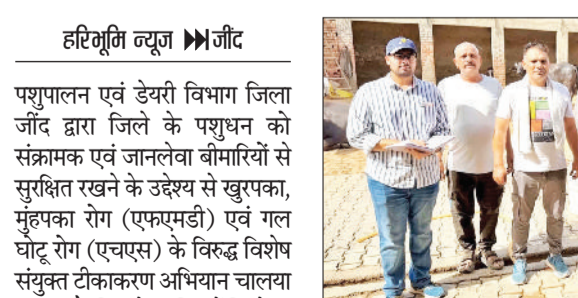 हरिभूमि न्यूज ▶▶ जींद
पशुपालन एवं डेयरी विभाग जिला
जींद द्वारा जिले के पशुधन को
संक्रामक एवं जानलेवा बीमारियों से
सुरक्षित रखने के उद्देश्य से खुरपका,
मुंहपका रोग (एफएमडी) एवं गल
घोटू रोग (एचएस) के विरुद्ध विशेष
संयुक्त टीकाकरण अभियान चालया